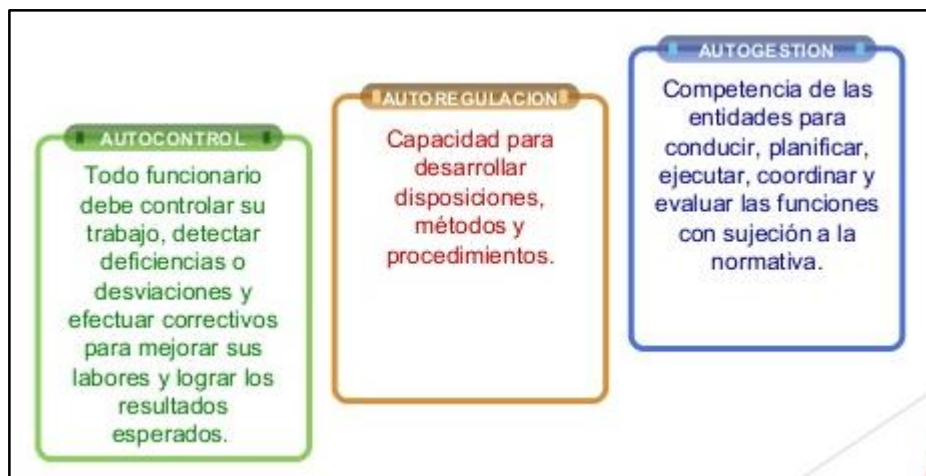 AUTOCONTROL
Todo funcionario
debe controlar su
trabajo, detectar
deficiencias o
desviaciones y
efectuar correctivos
para mejorar sus
labores y lograr los
resultados
esperados.
AUTOREGULACION
Capacidad para
desarrollar
disposiciones,
métodos y
procedimientos.
AUTOGESTION
Competencia de las
entidades para
conducir, planificar,
ejecutar, coordinar y
evaluar las funciones
con sujeción a la
normativa.